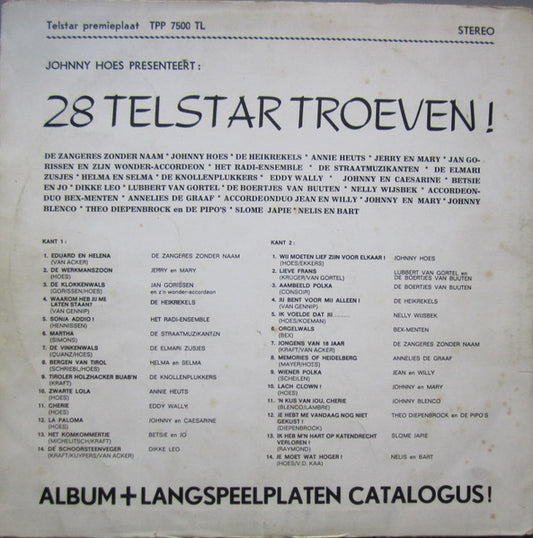 Telstar premieplaat TPP 7500 TL
STEREO
JOHNNY HOES PRESENTEERT:
28 TELSTAR TROEVEN!
DE ZANGERES ZONDER NAAM * JOHNNY HOES * DE HEIKREKELS * ANNIE HEUTS * JERRY EN MARY * JAN GO-
RISSEN EN ZIJN WONDER-ACCORDEON * HET RADI-ENSEMBLE * DE STRAATMUZIKANTEN * DE ELMARI
ZUSJES * HELMA EN SELMA * DE KNOLLENPLUKKERS * EDDY WALLY * JOHNNY EN CAESARINE * BETSIE
EN JO * DIKKE LEO * LUBBERT VAN GORTEL * DE BOERTJES VAN BUUTEN * NELLY WIJSBEK * ACCORDEON-
DUO BEX-MENTEN * ANNELIES DE GRAAF * ACCORDEONDUO JEAN EN WILLY * JOHNNY EN MARY * JOHNNY
BLENCO * THEO DIEPENBROCK en DE PIPO'S * SLOME JAPIE * NELIS EN BART
KANT 1:
1. EDUARD EN HELENA DE ZANGERES ZONDER NAAM
(VAN ACKER)
2. DE WERKMANSZOON JERRY en MARY
(HOES)
3. DE KLOKKENWALS JAN GORISSEN
(GORISSEN/HOES) en z'n wonder-accordeon
4. WAAROM HEB JIJ ME DE HEIKREKELS
LATEN STAAN?
(VAN GENNIP)
5. SONJA ADDIO! HET RADI-ENSEMBLE
(HENNISSEN)
6. MARTHA DE STRAATMUZIKANTEN
(SIMONS)
7. DE VINKENWALS DE ELMARI ZUSJES
(QUANZ/HOES)
8. BERGEN VAN TIROL HELMA en SELMA
(SCHRIEBL/HOES)
9. TIROLER HOLZHACKER BUAB'N DE KNOLLENPLUKKERS
(KRAFT)
10. ZWARTE LOLA ANNIE HEUTS
(HOES)
11. CHERIE EDDY WALLY
(HOES)
12. LA PALOMA JOHNNY en CAESARINE
(HOES)
13. HET KOMKOMMERTJE BETSIE en JO
(MICHELITSCH/KRAFT)
14. DE SCHOORSTEENVEGER DIKKE LEO
(KRAFT/KUYPERS/VAN ACKER)
KANT 2:
1. WIJ MOETEN LIEF ZIJN VOOR ELKAAR! JOHNNY HOES
(HOES/EKKERS)
2. LIEVE FRANS LUBBERT VAN GORTEL en
(KRUGER/VAN GORTEL) DE BOERTJES VAN BUUTEN
3. AAMBEELD POLKA DE BOERTJES VAN BUUTEN
(CONSOIR)
4. JIJ BENT VOOR MIJ ALLEEN! DE HEIKREKELS
(VAN GENNIP)
5. IK VOELDE DAT JIJ .......... NELLY WIJSBEK
(HOES/KOEMAN)
6. ORGELWALS BEX-MENTEN
(BEX)
7. JONGENS VAN 18 JAAR DE ZANGERES ZONDER NAAM
(KRAFT/VAN ACKER)
8. MEMORIES OF HEIDELBERG ANNELIES DE GRAAF
(MAYER/HOES)
9. WIENER POLKA JEAN en WILLY
(SCHEILEN)
10. LACH CLOWN! JOHNNY en MARY
(HOES)
11. 'N KUS VAN JOU, CHERIE JOHNNY BLENCO
(BLENCO/LAMBRE)
12. JE HEBT ME VANDAAG NOG NIET THEO DIEPENBROCK en DE PIPO'S
GEKUST!
(DIEPENBROCK)
13. IK HEB M'N HART OP KATENDRECHT SLOME JAPIE
VERLOREN!
(RAYMOND)
14. JE MOET WAT HOGER! NELIS en BART
(HOES/V.D. KAA)
ALBUM+LANGSPEELPLATEN CATALOGUS!